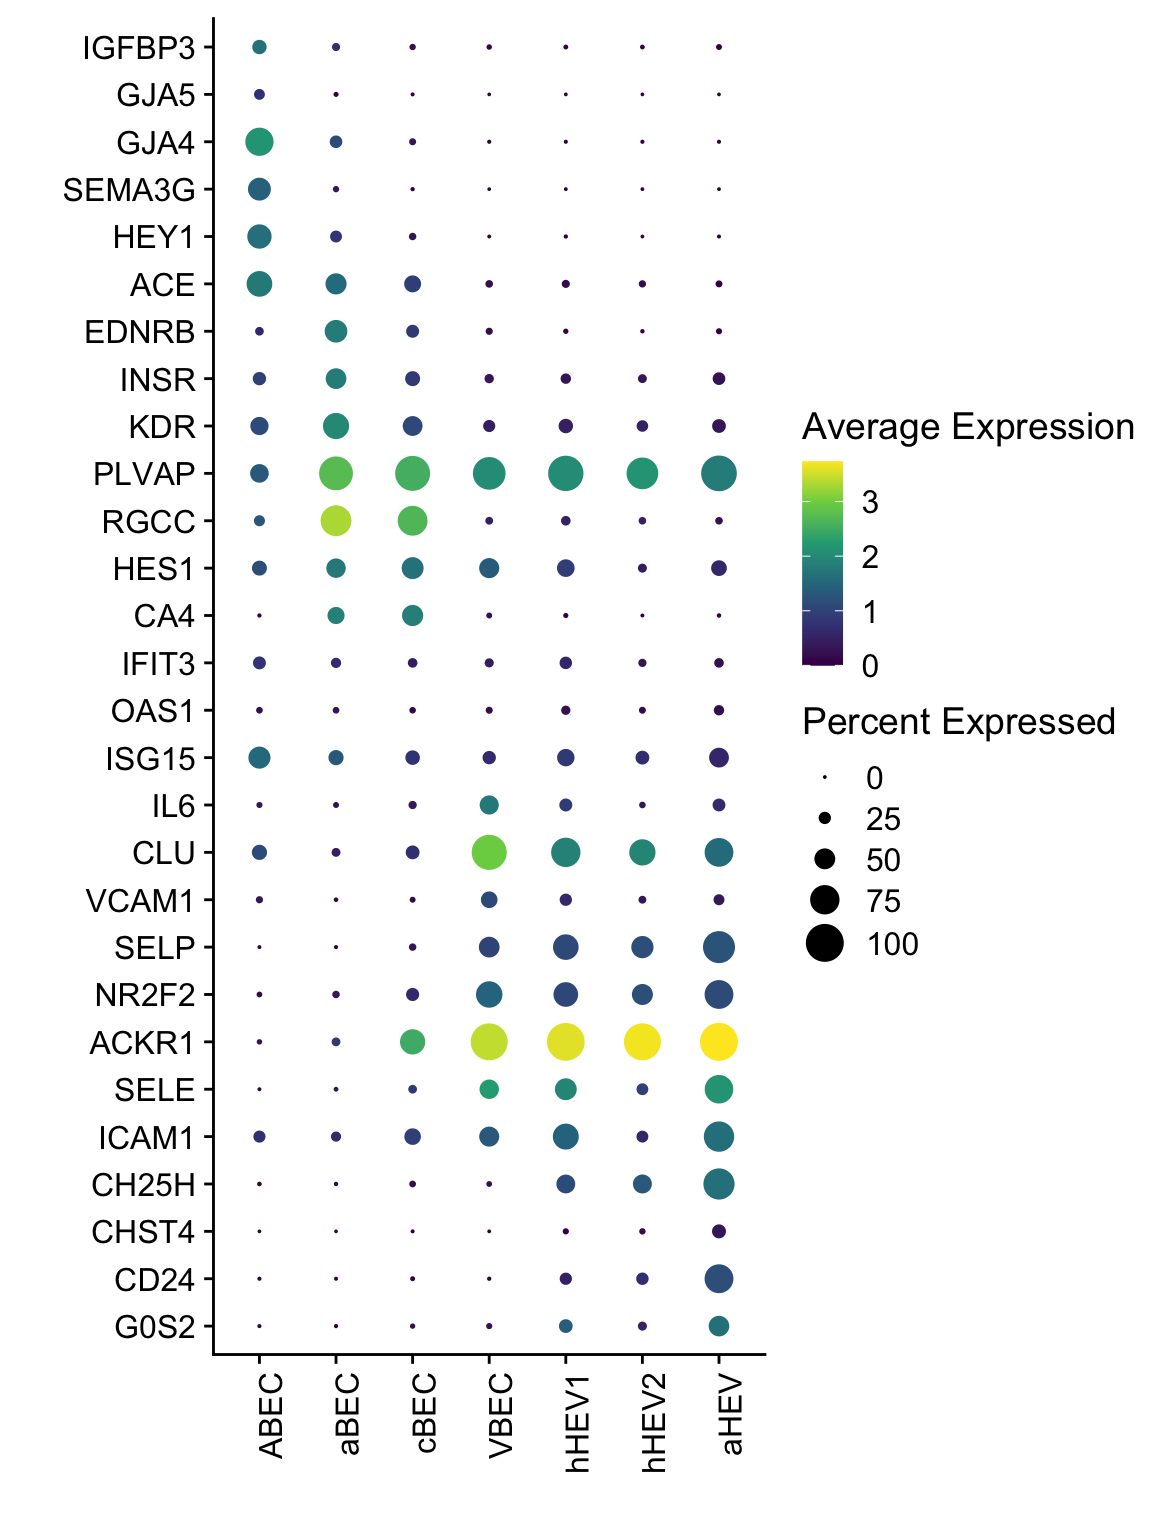 IGFBP3
GJA5
GJA4
SEMA3G
HEY1
ACE
EDNRB
INSR
KDR
PLVAP
RGCC
HES1
CA4
IFIT3
OAS1
ISG15
IL6
CLU
VCAM1
SELP
NR2F2
ACKR1
SELE
ICAM1
CH25H
CHST4
CD24
G0S2
ABEC
aBEC
cBEC
VBEC
hHEV1
hHEV2
aHEV
Average Expression
3
2
1
0
Percent Expressed
0
25
50
75
100